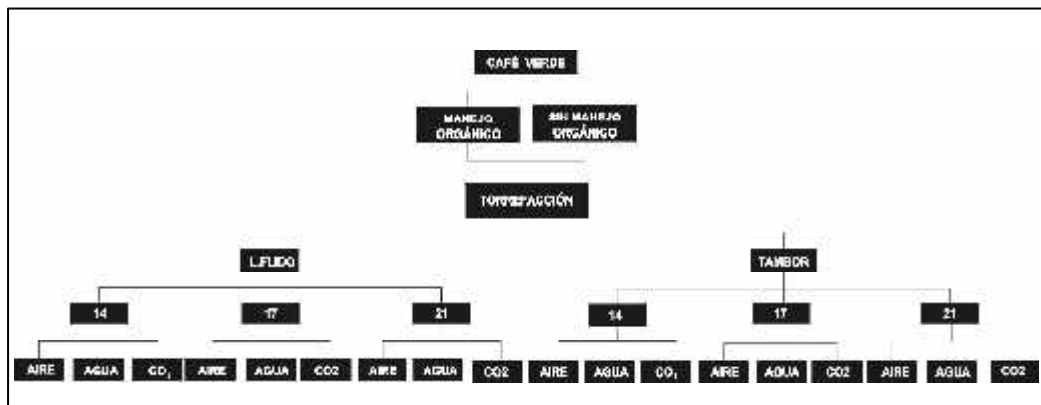 CAFÉ VERDE
MANEJO
ORGÁNICO
SIN MANEJO
ORGÁNICO
TORREFACCIÓN
L.FLIDO
TAMBOR
14
17
21
14
17
21
AIRE
AGUA
CO₂
AIRE
AGUA
CO2
AIRE
AGUA
CO2
AIRE
AGUA
CO₂
AIRE
AGUA
CO2
AIRE
AGUA
CO2